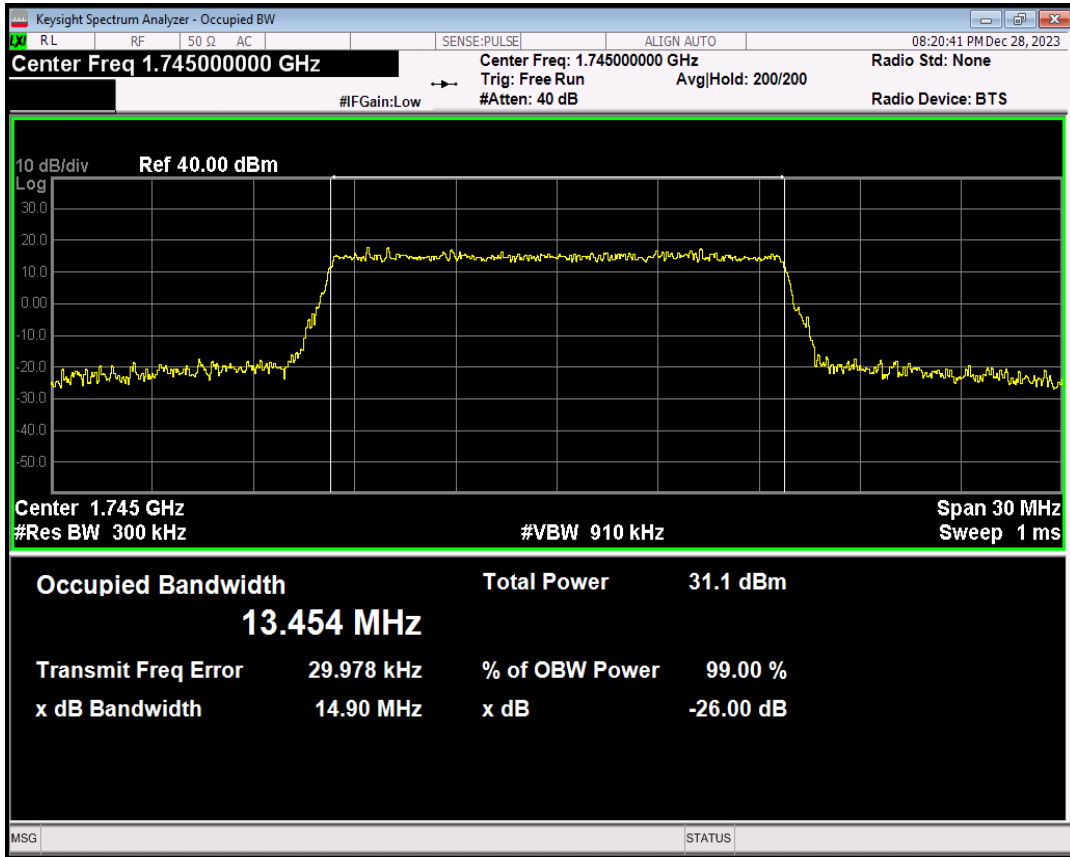 Keysight Spectrum Analyzer - Occupied BW
LXI RL RF 50 Ω AC SENSE:PULSE ALIGN AUTO 08:20:41 PM Dec 28, 2023
Center Freq 1.745000000 GHz Center Freq: 1.745000000 GHz Radio Std: None
Trig: Free Run Avg|Hold: 200/200
#IFGain:Low #Atten: 40 dB Radio Device: BTS
10 dB/div Ref 40.00 dBm
Log
30.0
20.0
10.0
0.00
-10.0
-20.0
-30.0
-40.0
-50.0
Center 1.745 GHz Span 30 MHz
#Res BW 300 kHz #VBW 910 kHz Sweep 1 ms
Occupied Bandwidth Total Power 31.1 dBm
13.454 MHz
Transmit Freq Error 29.978 kHz % of OBW Power 99.00 %
x dB Bandwidth 14.90 MHz x dB -26.00 dB
MSG STATUS